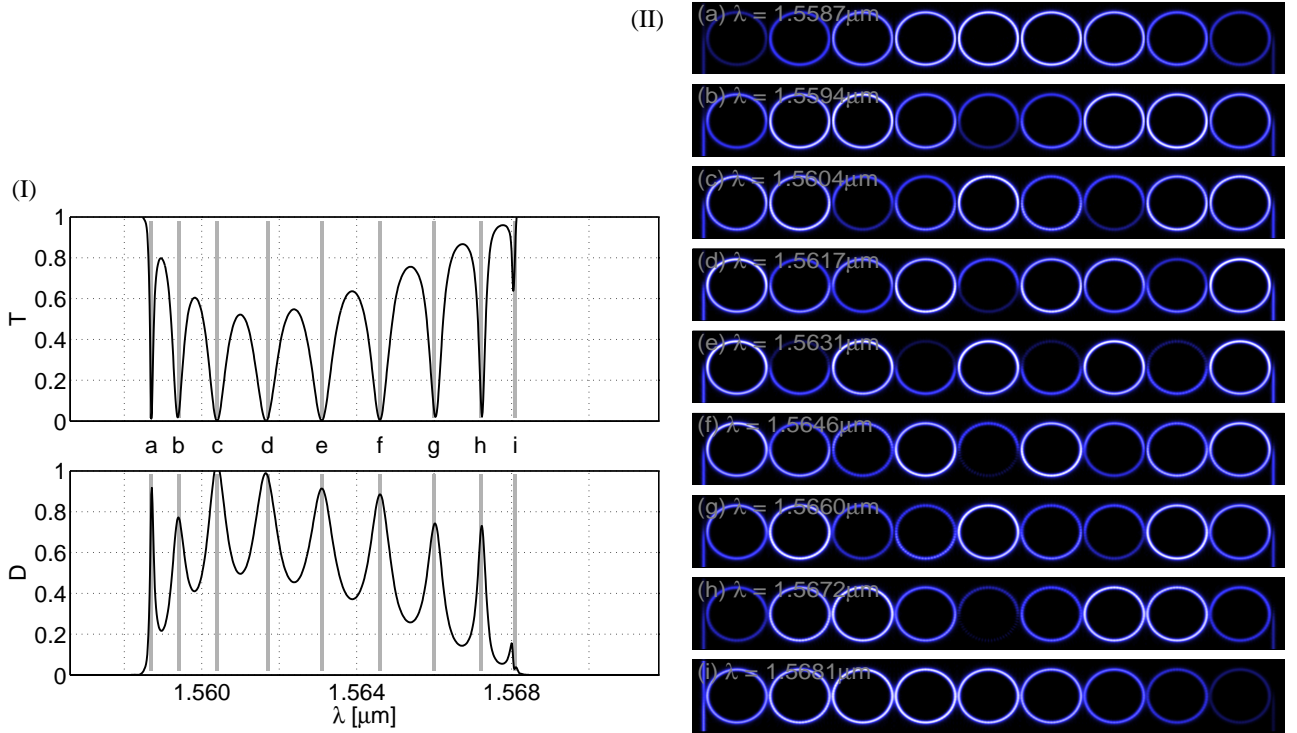 (I)
1
0.8
0.6
0.4
0.2
0
T
a b c d e f g h i
1
0.8
0.6
0.4
0.2
0
D
1.560 1.564 1.568
λ [μm]
(II)
(a) λ = 1.5587μm
(b) λ = 1.5594μm
(c) λ = 1.5604μm
(d) λ = 1.5617μm
(e) λ = 1.5631μm
(f) λ = 1.5646μm
(g) λ = 1.5660μm
(h) λ = 1.5672μm
(i) λ = 1.5681μm